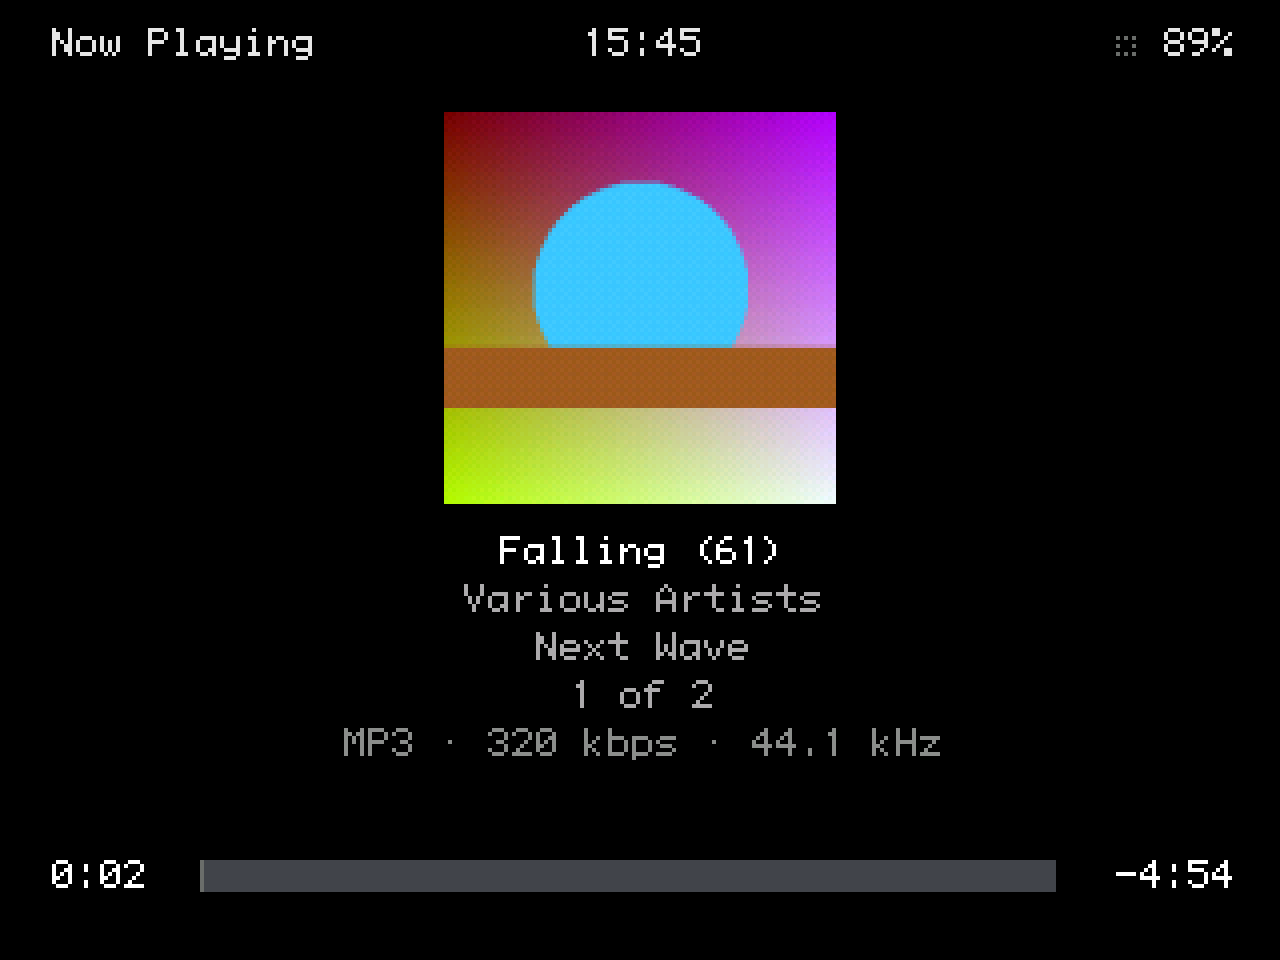 Now Playing 15:45 89%
Falling (61)
Various Artists
Next Wave
1 of 2
MP3 · 320 kbps · 44.1 kHz
0:02 -4:54